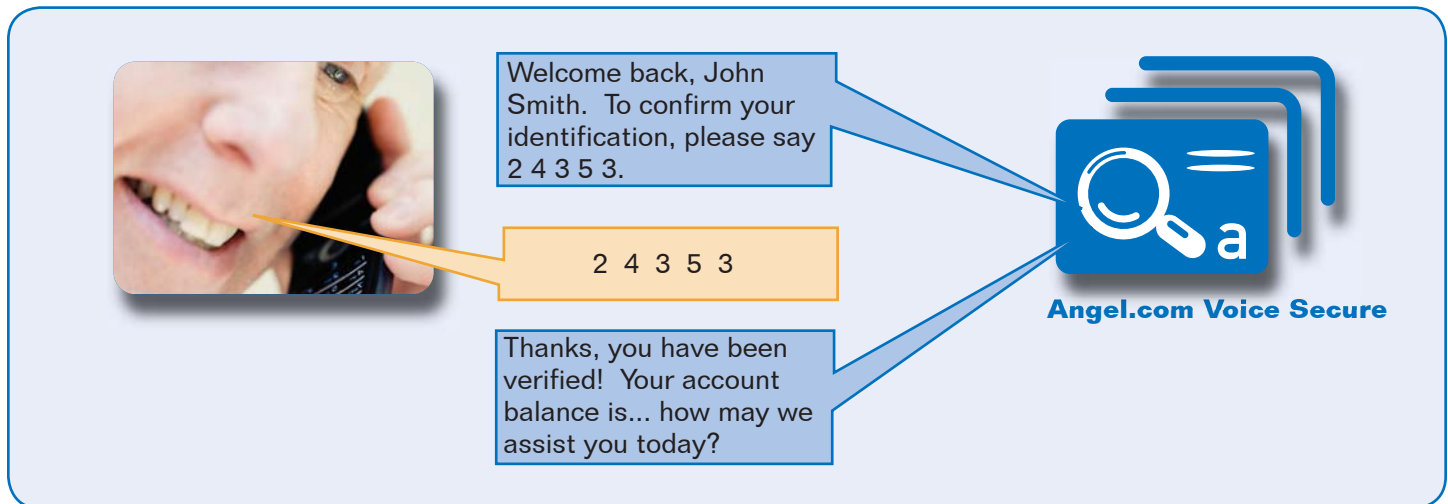 Welcome back, John
Smith.  To confirm your
identification, please say
2 4 3 5 3.
2 4 3 5 3
Thanks, you have been
verified!  Your account
balance is... how may we
assist you today?
a
Angel.com Voice Secure